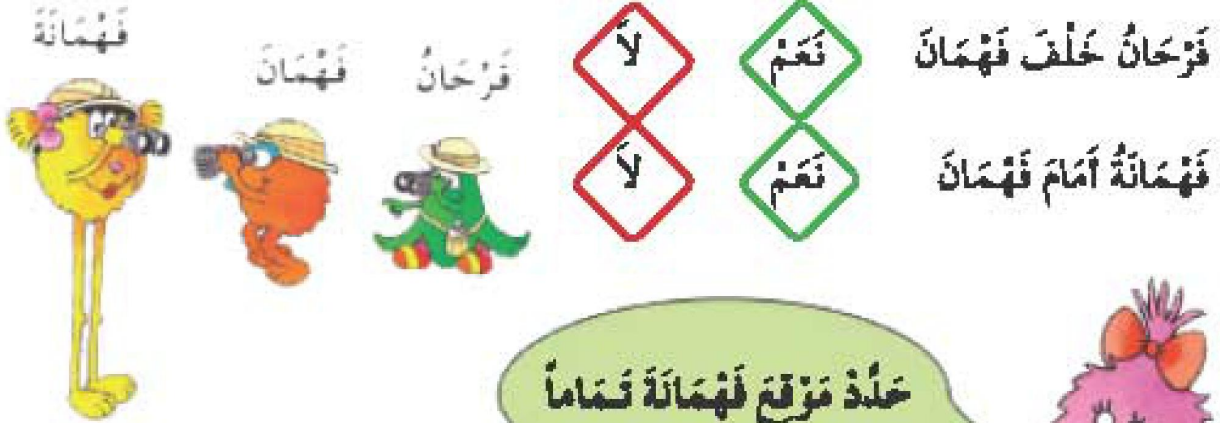 فَرْحَانُ خَلْفَ فَهْمَانَ
نَعَمْ
لاَ
فَهْمَانَةُ أَمَامَ فَهْمَانَ
نَعَمْ
لاَ
فَرْحَانُ
فَهْمَانَ
فَهْمَانَةَ
حَدِّدْ مَوْقِعَ فَهْمَانَةَ تَمَاماً